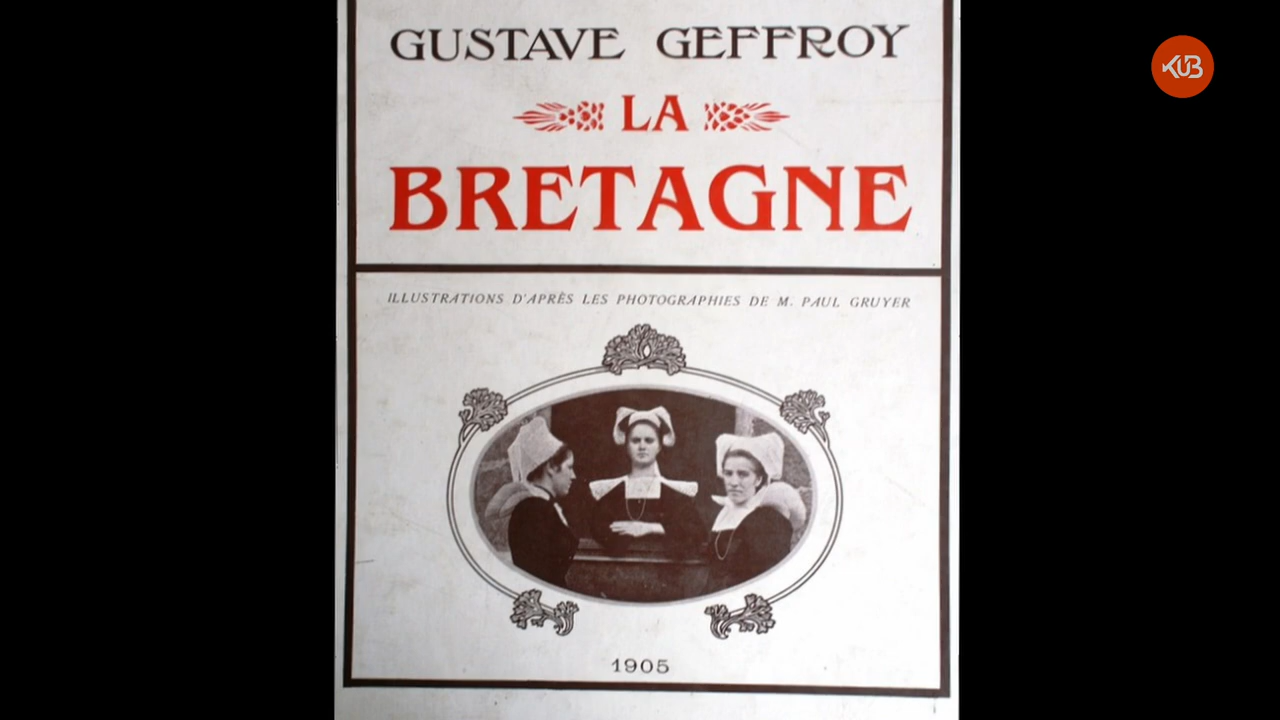 GUSTAVE GEFFROY
LA
BRETAGNE
ILLUSTRATIONS D'APRÈS LES PHOTOGRAPHIES DE M. PAUL GRUYER
1905
KUB